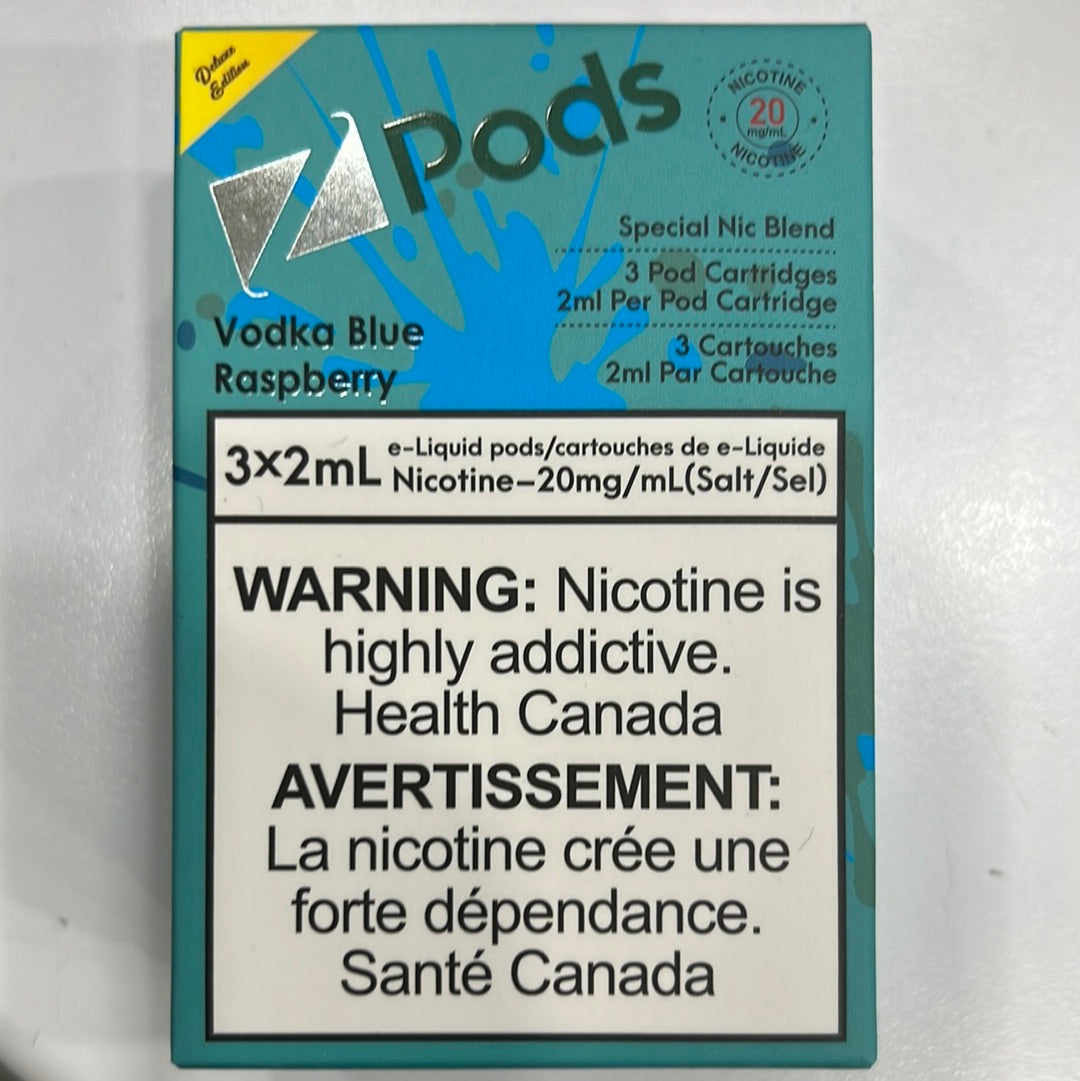 Deluxe
Edition
Z Pods
NICOTINE
20
mg/mL
NICOTINE
Special Nic Blend
3 Pod Cartridges
2ml Per Pod Cartridge
3 Cartouches
2ml Par Cartouche
Vodka Blue
Raspberry
3×2mL
e-Liquid pods/cartouches de e-Liquide
Nicotine-20mg/mL(Salt/Sel)
WARNING: Nicotine is
highly addictive.
Health Canada
AVERTISSEMENT:
La nicotine crée une
forte dépendance.
Santé Canada